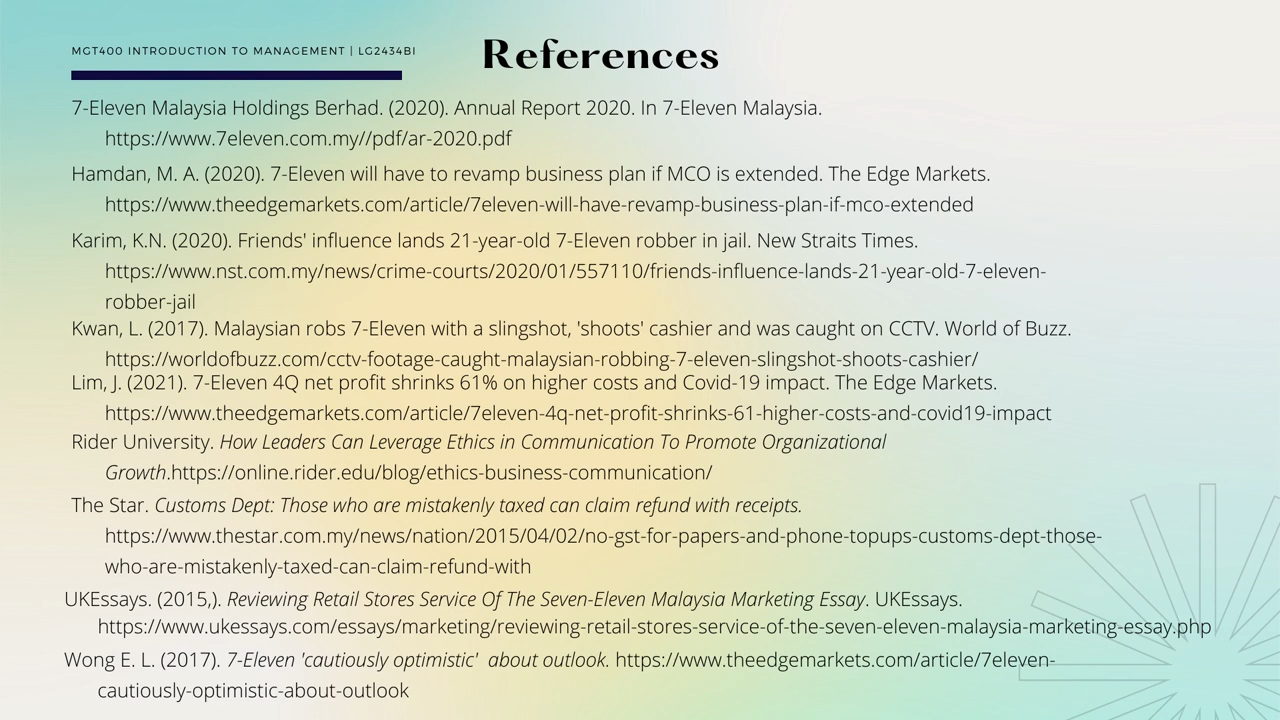 MGT400 INTRODUCTION TO MANAGEMENT | LG2434BI
References
7-Eleven Malaysia Holdings Berhad. (2020). Annual Report 2020. In 7-Eleven Malaysia.
https://www.7eleven.com.my//pdf/ar-2020.pdf
Hamdan, M. A. (2020). 7-Eleven will have to revamp business plan if MCO is extended. The Edge Markets.
https://www.theedgemarkets.com/article/7eleven-will-have-revamp-business-plan-if-mco-extended
Karim, K.N. (2020). Friends' influence lands 21-year-old 7-Eleven robber in jail. New Straits Times.
https://www.nst.com.my/news/crime-courts/2020/01/557110/friends-influence-lands-21-year-old-7-eleven-
robber-jail
Kwan, L. (2017). Malaysian robs 7-Eleven with a slingshot, 'shoots' cashier and was caught on CCTV. World of Buzz.
https://worldofbuzz.com/cctv-footage-caught-malaysian-robbing-7-eleven-slingshot-shoots-cashier/
Lim, J. (2021). 7-Eleven 4Q net profit shrinks 61% on higher costs and Covid-19 impact. The Edge Markets.
https://www.theedgemarkets.com/article/7eleven-4q-net-profit-shrinks-61-higher-costs-and-covid19-impact
Rider University. How Leaders Can Leverage Ethics in Communication To Promote Organizational
Growth.https://online.rider.edu/blog/ethics-business-communication/
The Star. Customs Dept: Those who are mistakenly taxed can claim refund with receipts.
https://www.thestar.com.my/news/nation/2015/04/02/no-gst-for-papers-and-phone-topups-customs-dept-those-
who-are-mistakenly-taxed-can-claim-refund-with
UKEssays. (2015,). Reviewing Retail Stores Service Of The Seven-Eleven Malaysia Marketing Essay. UKEssays.
https://www.ukessays.com/essays/marketing/reviewing-retail-stores-service-of-the-seven-eleven-malaysia-marketing-essay.php
Wong E. L. (2017). 7-Eleven 'cautiously optimistic' about outlook. https://www.theedgemarkets.com/article/7eleven-
cautiously-optimistic-about-outlook